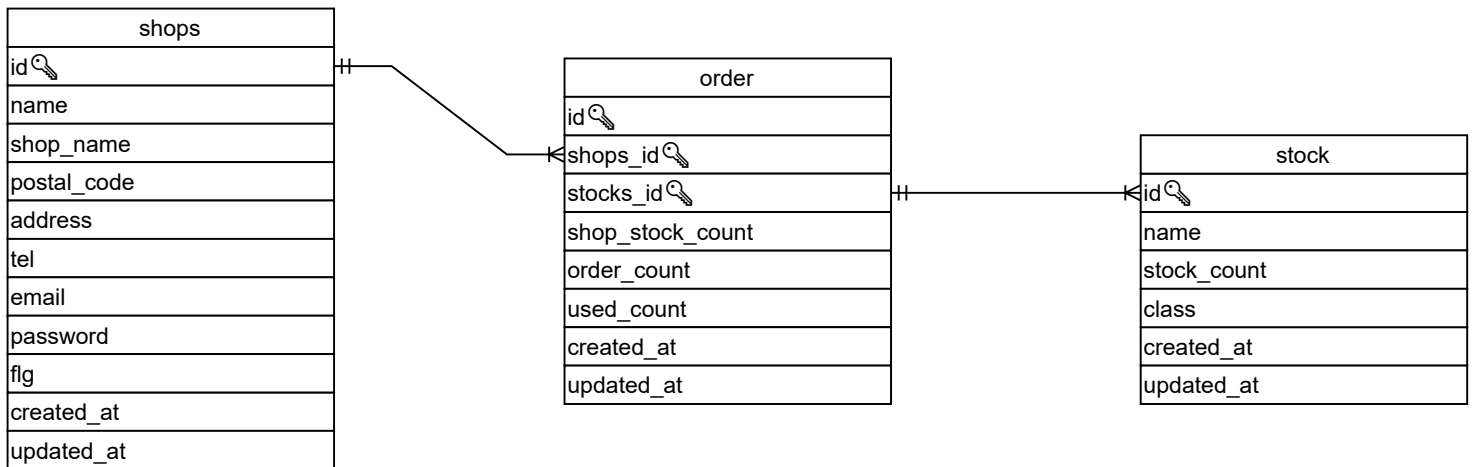 shops
id
name
shop_name
postal_code
address
tel
email
password
flg
created_at
updated_at
order
id
shops_id
stocks_id
shop_stock_count
order_count
used_count
created_at
updated_at
stock
id
name
stock_count
class
created_at
updated_at